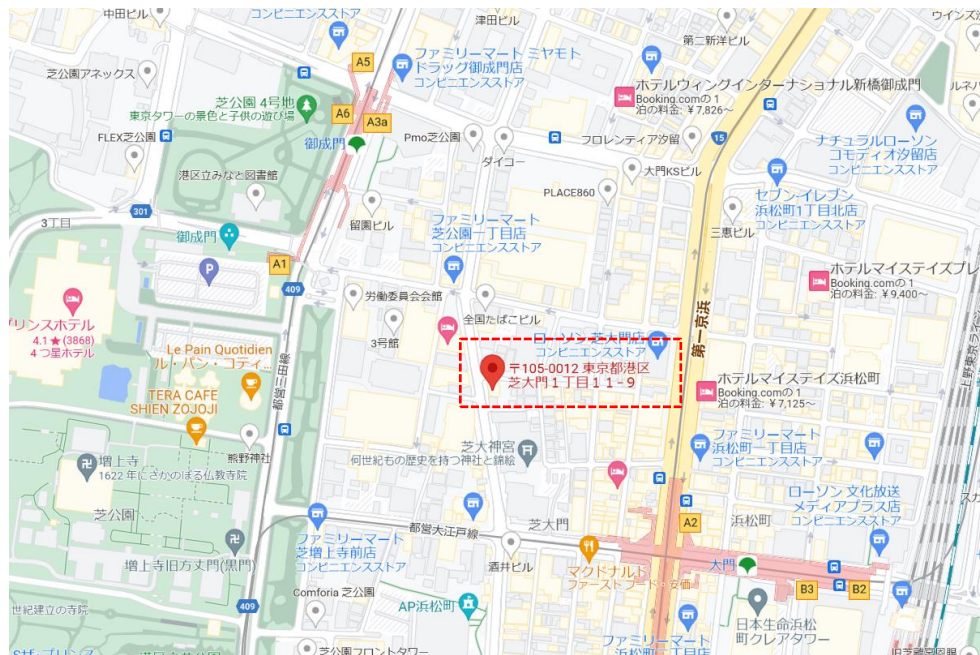 中田ビル
コンビニエンスストア
津田ビル
第二新洋ビル
A5
ファミリーマート ミヤモト
ドラッグ御成門店
コンビニエンスストア
芝公園アネックス
芝公園 4号地
東京タワーの景色と子供の遊び場
A6
A3a
ホテルウィングインターナショナル新橋御成門
Booking.comの 1
泊の料金: ¥7,826～
FLEX芝公園
御成門
Pmo芝公園
フロレンティア汐留
15
ナチュラルローソン
コモディオ汐留店
コンビニエンスストア
ダイコー
港区立みなと図書館
大門KSビル
PLACE860
セブン-イレブン
浜松町1丁目北店
コンビニエンスストア
301
3丁目
留園ビル
ファミリーマート
芝公園一丁目店
コンビニエンスストア
三恵ビル
御成門
P
A1
409
ホテルマイステイズプレ
Booking.comの 1
泊の料金: ¥9,400～
労働委員会会館
全国たばこビル
3号館
プリンスホテル
4.1★(3868)
4 つ星ホテル
Le Pain Quotidien
ル・パン・コティ...
ローソン 芝大門店
コンビニエンスストア
第一京浜
都営三田線
上野東京ライン
〒105-0012 東京都港区
芝大門1丁目11-9
ホテルマイステイズ浜松町
Booking.comの 1
泊の料金: ¥7,125～
TERA CAFE
SHIEN ZOJOJI
熊野神社
増上寺
1622 年にさかのぼる仏教寺院
芝大神宮
何世紀もの歴史を持つ神社と錦絵
ファミリーマート
浜松町一丁目店
コンビニエンスストア
ローソン 文化放送
メディアプラス店
コンビニエンスストア
芝公園
都営大江戸線
芝大門
A2
浜松町
ファミリーマート
芝増上寺前店
コンビニエンスストア
増上寺旧方丈門(黒門)
酒井ビル
マクドナルド
ファーストフード・安価
大門
B3
B2
409
世紀建立の寺院
Comforia 芝公園
AP浜松町
日本生命浜松
町クレアタワー
ファミリーマート
浜松町二丁目店
芝公園フロントタワー
旧芝離宮恩賜